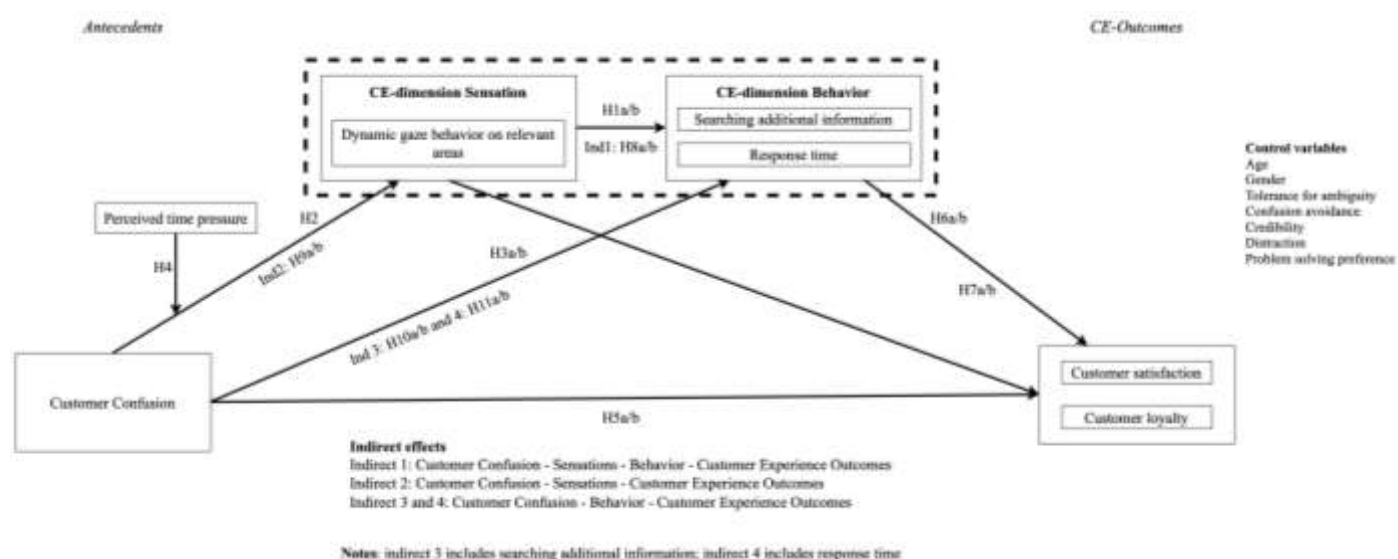 Antecedents
CE-Outcomes
CE-dimension Sensation
Dynamic gaze behavior on relevant
areas
H1a/b
Ind1: H8a/b
CE-dimension Behavior
Searching additional information
Response time
Control variables
Age
Gender
Tolerance for ambiguity
Confusion avoidance
Credibility
Distraction
Problem solving preference
Perceived time pressure
H4
H2
Ind2: H9a/b
H3a/b
Ind 3: H10a/b and 4: H11a/b
H6a/b
H7a/b
Customer Confusion
H5a/b
Customer satisfaction
Customer loyalty
Indirect effects
Indirect 1: Customer Confusion - Sensations - Behavior - Customer Experience Outcomes
Indirect 2: Customer Confusion - Sensations - Customer Experience Outcomes
Indirect 3 and 4: Customer Confusion - Behavior - Customer Experience Outcomes
Notes: indirect 3 includes searching additional information; indirect 4 includes response time